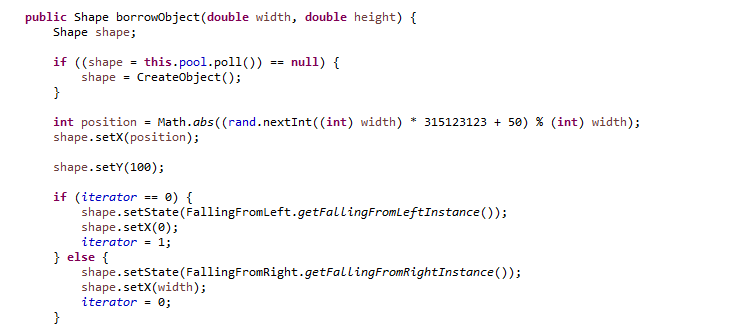 public Shape borrowObject(double width, double height) {
    Shape shape;

    if ((shape = this.pool.poll()) == null) {
        shape = CreateObject();
    }

    int position = Math.abs((rand.nextInt((int) width) * 315123123 + 50) % (int) width);
    shape.setX(position);

    shape.setY(100);

    if (iterator == 0) {
        shape.setState(FallingFromLeft.getFallingFromLeftInstance());
        shape.setX(0);
        iterator = 1;
    } else {
        shape.setState(FallingFromRight.getFallingFromRightInstance());
        shape.setX(width);
        iterator = 0;
    }